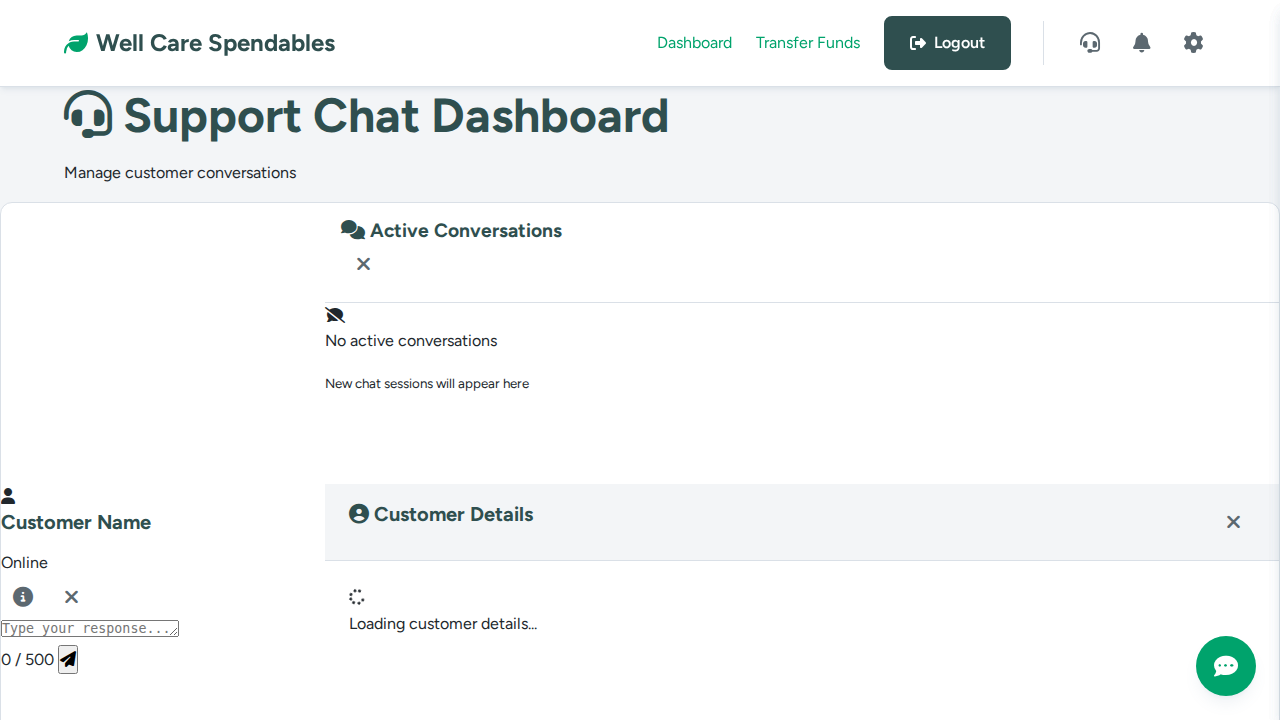 Well Care Spendables
Dashboard
Transfer Funds
Logout
Support Chat Dashboard
Manage customer conversations
Active Conversations
No active conversations
New chat sessions will appear here
Customer Name
Online
Type your response...
0 / 500
Customer Details
Loading customer details...